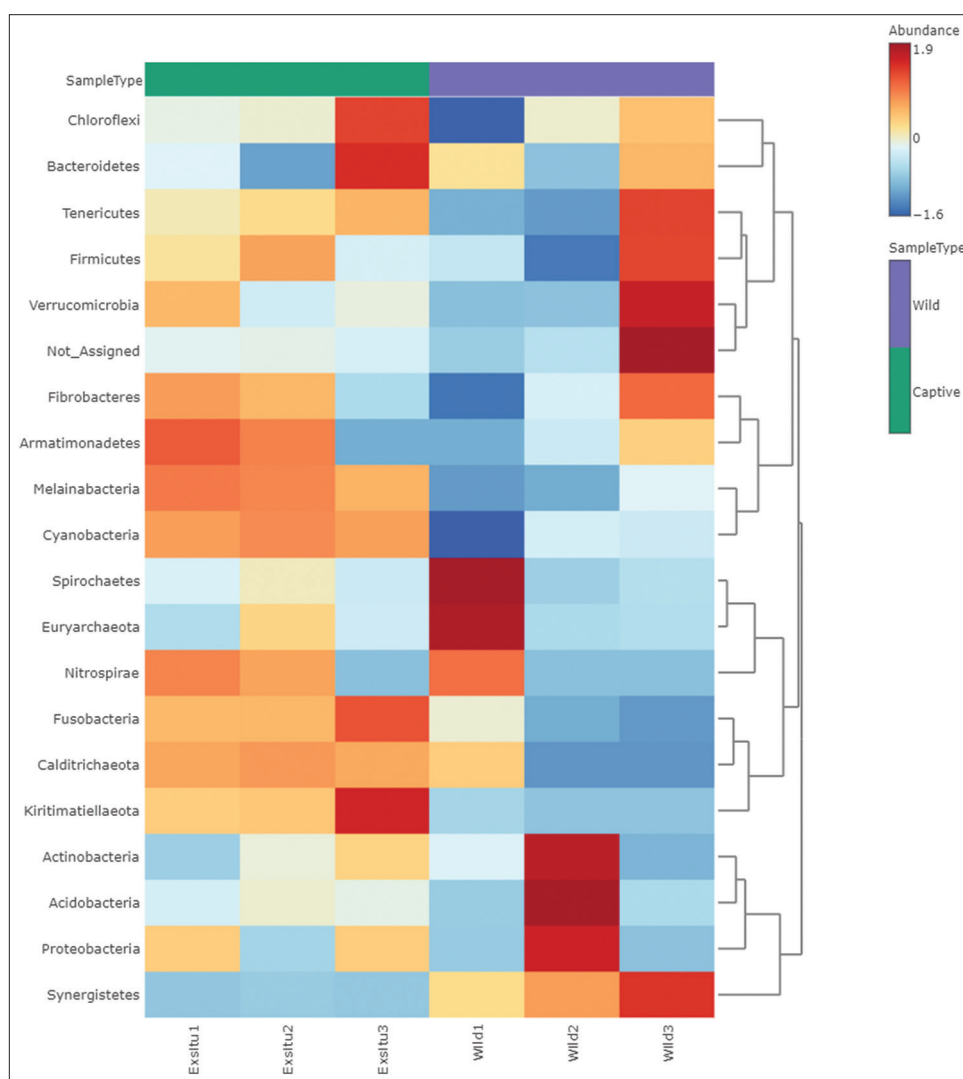 Abundance
1.9
0
−1.6
SampleType
Wild
Captive
SampleType
Chloroflexi
Bacteroidetes
Tenericutes
Firmicutes
Verrucomicrobia
Not_Assigned
Fibrobacteres
Armatimonadetes
Melainabacteria
Cyanobacteria
Spirochaetes
Euryarchaeota
Nitrospirae
Fusobacteria
Calditrichaeota
Kiritimatiellaeota
Actinobacteria
Acidobacteria
Proteobacteria
Synergistetes
ExsItu1
ExsItu2
ExsItu3
WIld1
WIld2
WIld3